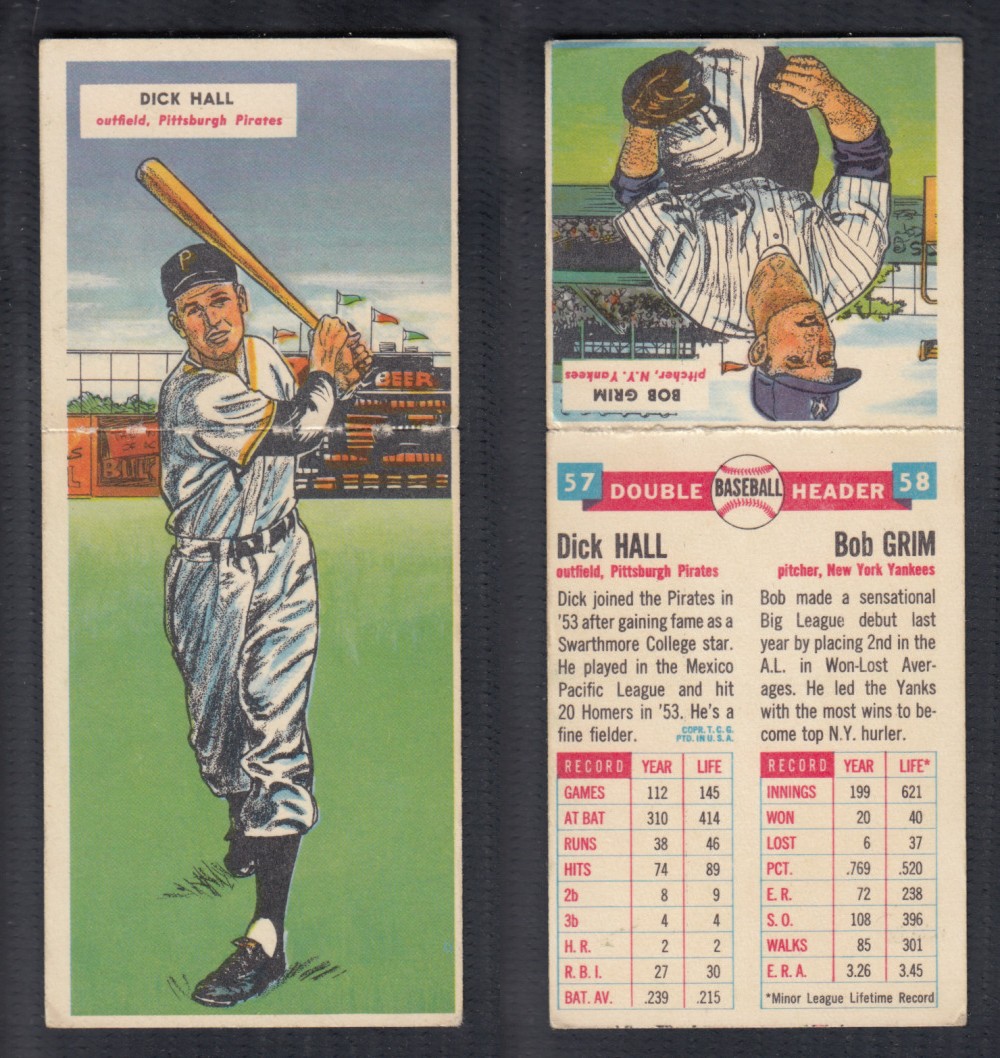 DICK HALL
outfield, Pittsburgh Pirates
P
BEER
BOB GRIM
pitcher, N.Y. Yankees
57 DOUBLE BASEBALL HEADER 58
Dick HALL
outfield, Pittsburgh Pirates
Dick joined the Pirates in
'53 after gaining fame as a
Swarthmore College star.
He played in the Mexico
Pacific League and hit
20 Homers in '53. He's a
fine fielder.
COPR. T. C. G.
PTD. IN U. S. A.
RECORD YEAR LIFE
GAMES 112 145
AT BAT 310 414
RUNS 38 46
HITS 74 89
2b 8 9
3b 4 4
H. R. 2 2
R. B. I. 27 30
BAT. AV. .239 .215
Bob GRIM
pitcher, New York Yankees
Bob made a sensational
Big League debut last
year by placing 2nd in the
A.L. in Won-Lost Aver-
ages. He led the Yanks
with the most wins to be-
come top N.Y. hurler.
RECORD YEAR LIFE*
INNINGS 199 621
WON 20 40
LOST 6 37
PCT. .769 .520
E. R. 72 238
S. O. 108 396
WALKS 85 301
E. R. A. 3.26 3.45
*Minor League Lifetime Record